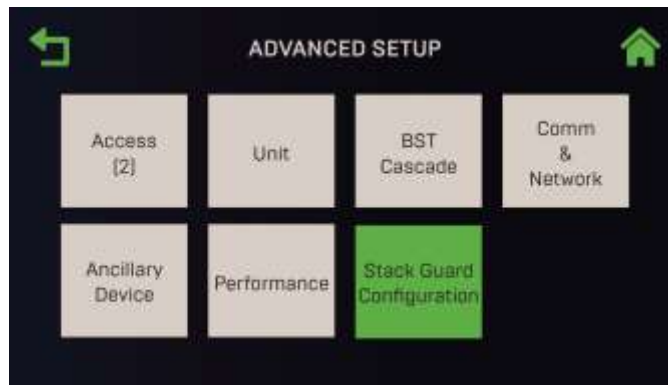 ADVANCED SETUP
Access
(2)
Unit
BST
Cascade
Comm
&
Network
Ancillary
Device
Performance
Stack Guard
Configuration